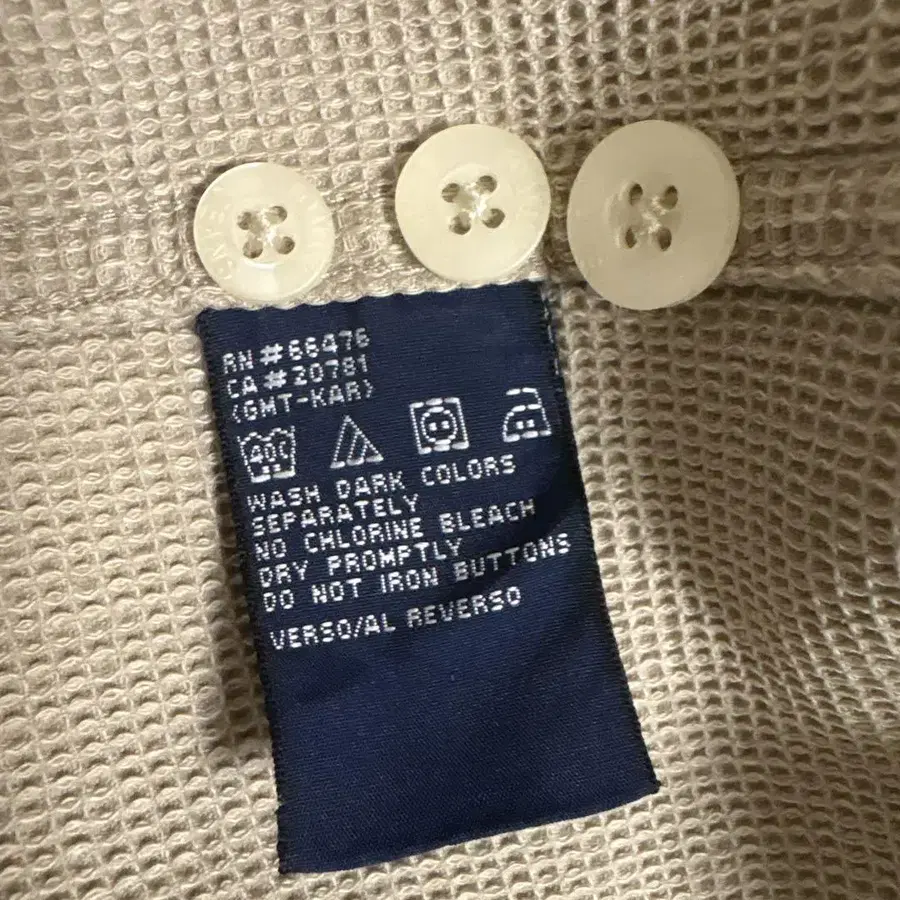 RN #66476
CA #20781
(GMT-KAR)
40C
WASH DARK COLORS
SEPARATELY
NO CHLORINE BLEACH
DRY PROMPTLY
DO NOT IRON BUTTONS
VERSO/AL REVERSO